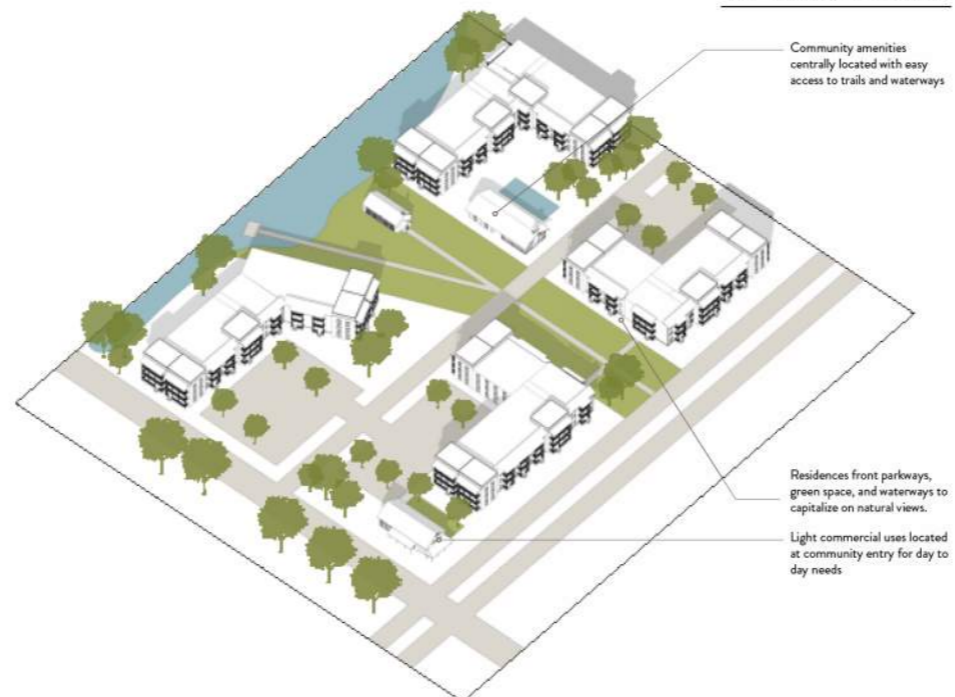 Community amenities
centrally located with easy
access to trails and waterways
Residences front parkways,
green space, and waterways to
capitalize on natural views.
Light commercial uses located
at community entry for day to
day needs